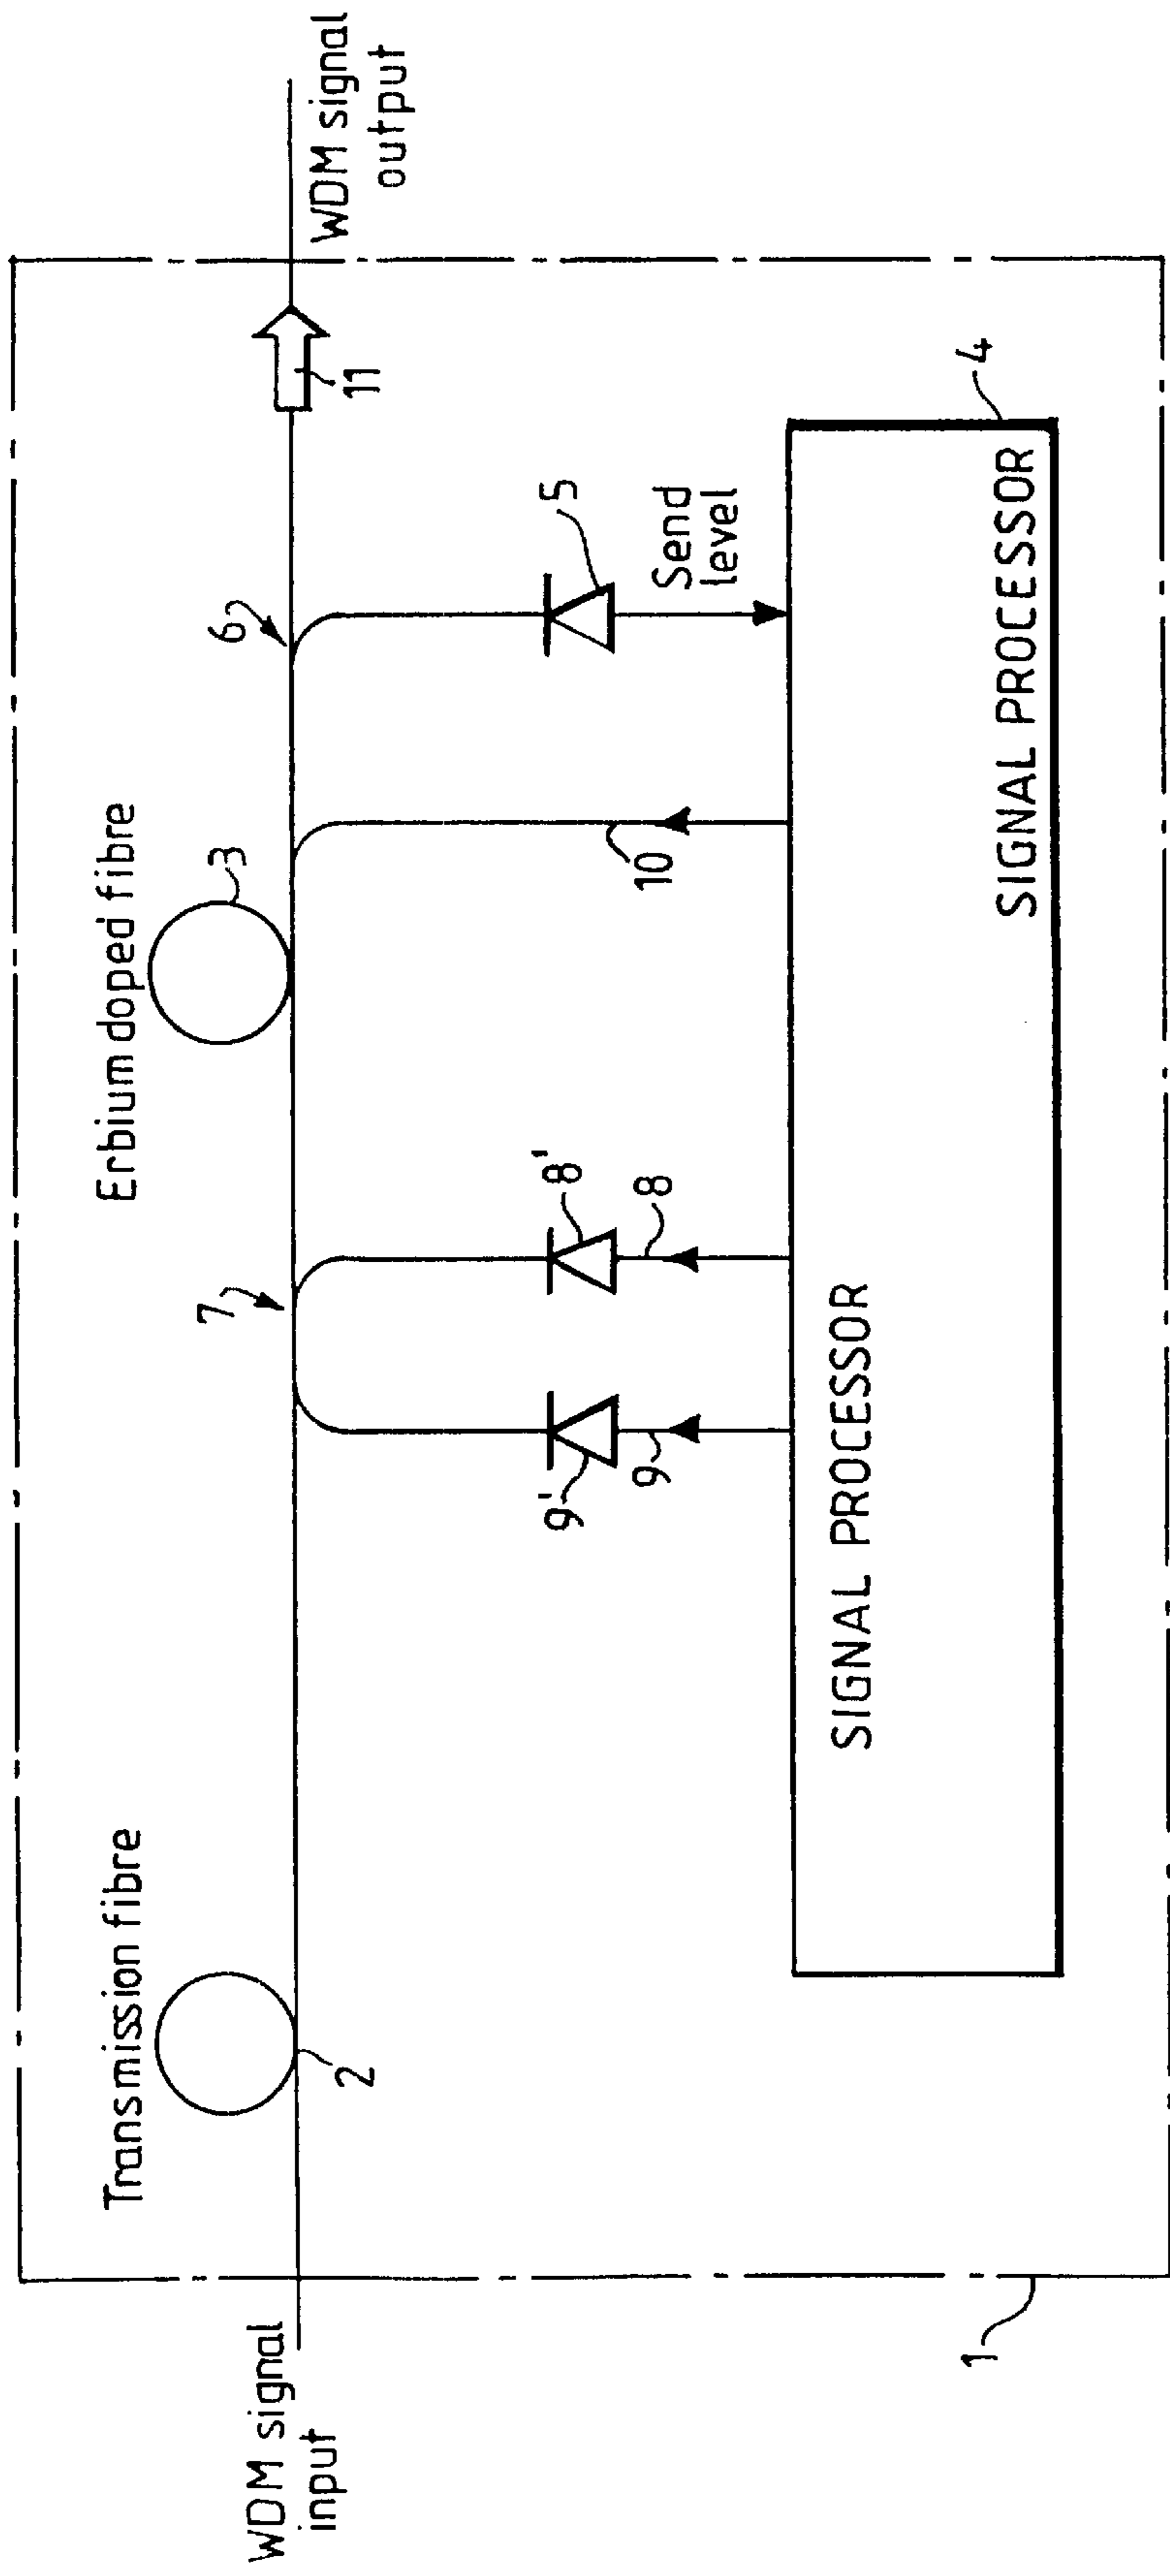 Transmission fibre
Erbium doped fibre
3
6
WDM signal
input
2
7
11
WDM signal
output
9'
9
8'
8
10
5
Send
level
4
SIGNAL PROCESSOR
SIGNAL PROCESSOR
1